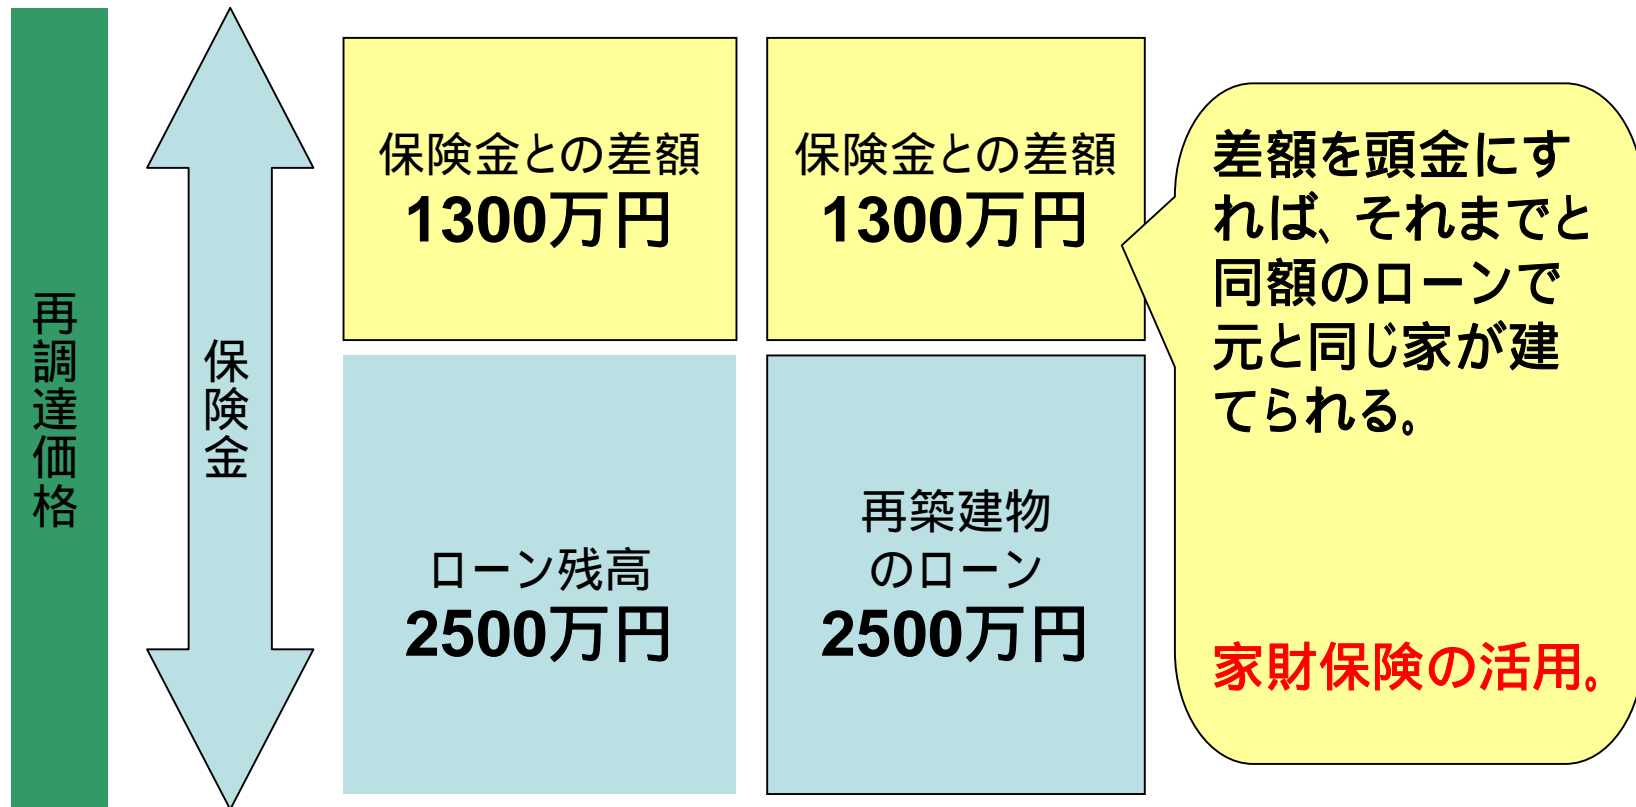 再調達価格
保険金
保険金との差額
1300万円
保険金との差額
1300万円
ローン残高
2500万円
再築建物
のローン
2500万円
差額を頭金にす
れば、それまでと
同額のローンで
元と同じ家が建
てられる。
家財保険の活用。